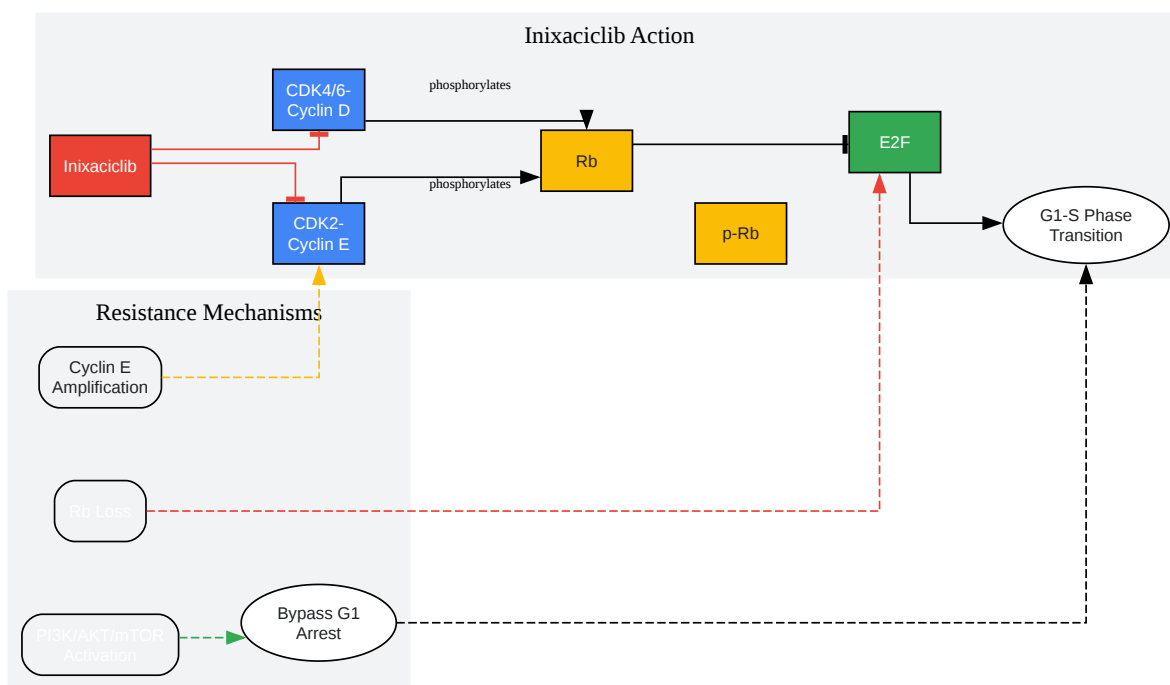 Inixaciclib Action
CDK4/6-
Cyclin D
phosphorylates
Inixaciclib
Rb
E2F
phosphorylates
CDK2-
Cyclin E
p-Rb
G1-S Phase
Transition
Resistance Mechanisms
Cyclin E
Amplification
Rb Loss
Bypass G1
Arrest
PI3K/AKT/mTOR
Activation